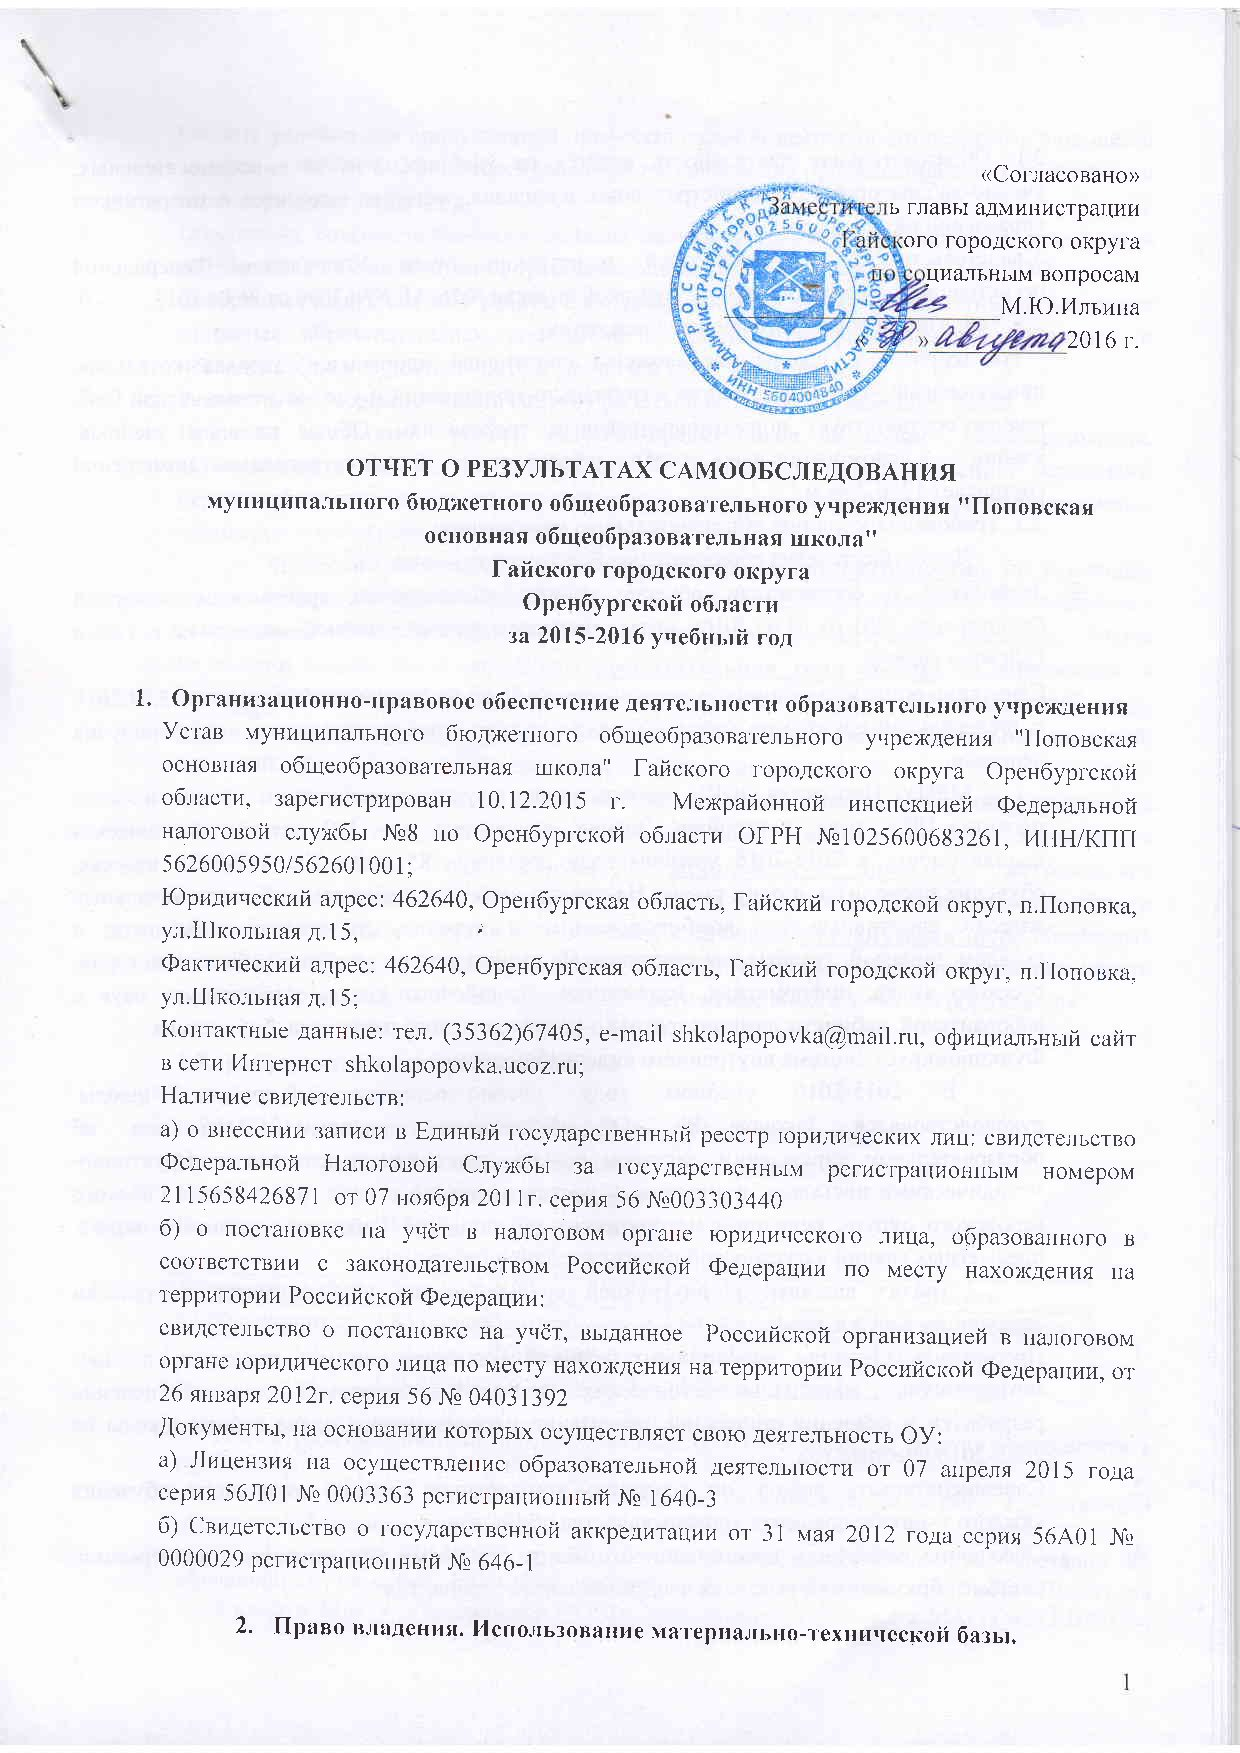 «Согласовано»
Заместитель главы администрации
Гайского городского округа
по социальным вопросам
М.Ю.Ильина
«30» августа 2016 г.
РОССИЙСКАЯ
АДМИНИСТРАЦИЯ ГОРОДА
ОГРН 1025600682447
ОБЛАСТИ
ИНН 5604004840
ОТЧЕТ О РЕЗУЛЬТАТАХ САМООБСЛЕДОВАНИЯ
муниципального бюджетного общеобразовательного учреждения "Поповская
основная общеобразовательная школа"
Гайского городского округа
Оренбургской области
за 2015-2016 учебный год
1. Организационно-правовое обеспечение деятельности образовательного учреждения
Устав муниципального бюджетного общеобразовательного учреждения "Поповская
основная общеобразовательная школа" Гайского городского округа Оренбургской
области, зарегистрирован 10.12.2015 г. Межрайонной инспекцией Федеральной
налоговой службы №8 по Оренбургской области ОГРН №1025600683261, ИНН/КПП
5626005950/562601001;
Юридический адрес: 462640, Оренбургская область, Гайский городской округ, п.Поповка,
ул.Школьная д.15,
Фактический адрес: 462640, Оренбургская область, Гайский городской округ, п.Поповка,
ул.Школьная д.15;
Контактные данные: тел. (35362)67405, e-mail shkolapopovka@mail.ru, официальный сайт
в сети Интернет shkolapopovka.ucoz.ru;
Наличие свидетельств:
а) о внесении записи в Единый государственный реестр юридических лиц: свидетельство
Федеральной Налоговой Службы за государственным регистрационным номером
2115658426871 от 07 ноября 2011г. серия 56 №003303440
б) о постановке на учёт в налоговом органе юридического лица, образованного в
соответствии с законодательством Российской Федерации по месту нахождения на
территории Российской Федерации:
свидетельство о постановке на учёт, выданное Российской организацией в налоговом
органе юридического лица по месту нахождения на территории Российской Федерации, от
26 января 2012г. серия 56 № 04031392
Документы, на основании которых осуществляет свою деятельность ОУ:
а) Лицензия на осуществление образовательной деятельности от 07 апреля 2015 года
серия 56Л01 № 0003363 регистрационный № 1640-3
б) Свидетельство о государственной аккредитации от 31 мая 2012 года серия 56А01 №
0000029 регистрационный № 646-1
2. Право владения. Использование материально-технической базы.
1